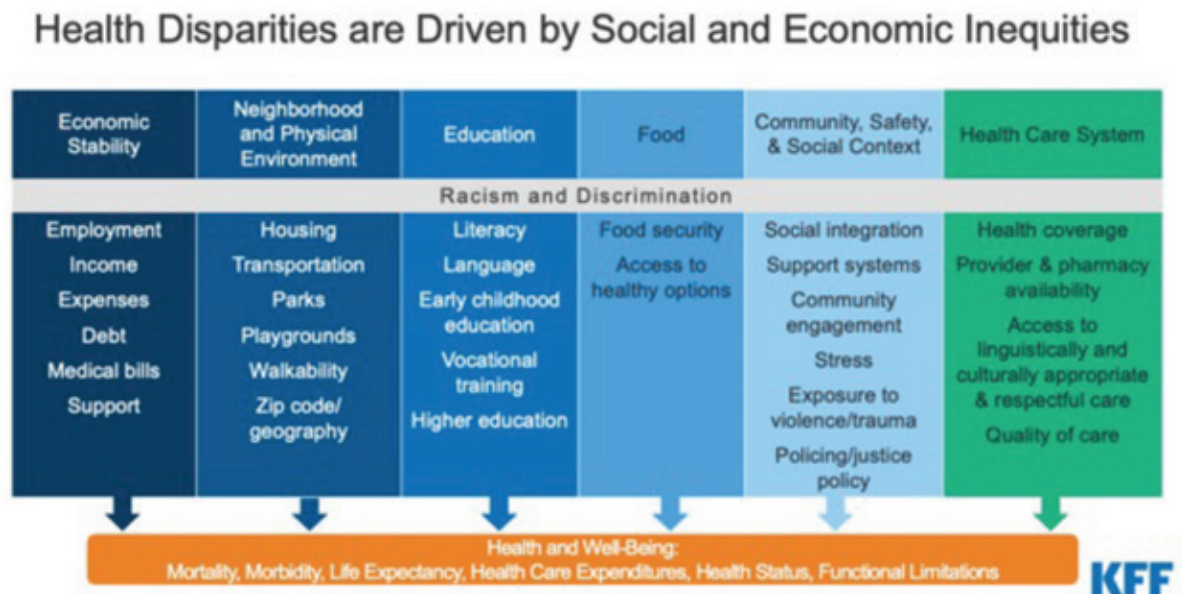 Health Disparities are Driven by Social and Economic Inequities
Economic
Stability
Neighborhood
and Physical
Environment
Education
Food
Community, Safety,
& Social Context
Health Care System
Racism and Discrimination
Employment
Income
Expenses
Debt
Medical bills
Support
Housing
Transportation
Parks
Playgrounds
Walkability
Zip code/
geography
Literacy
Language
Early childhood
education
Vocational
training
Higher education
Food security
Access to
healthy options
Social integration
Support systems
Community
engagement
Stress
Exposure to
violence/trauma
Policing/justice
policy
Health coverage
Provider & pharmacy
availability
Access to
linguistically and
culturally appropriate
& respectful care
Quality of care
Health and Well-Being:
Mortality, Morbidity, Life Expectancy, Health Care Expenditures, Health Status, Functional Limitations
KFF